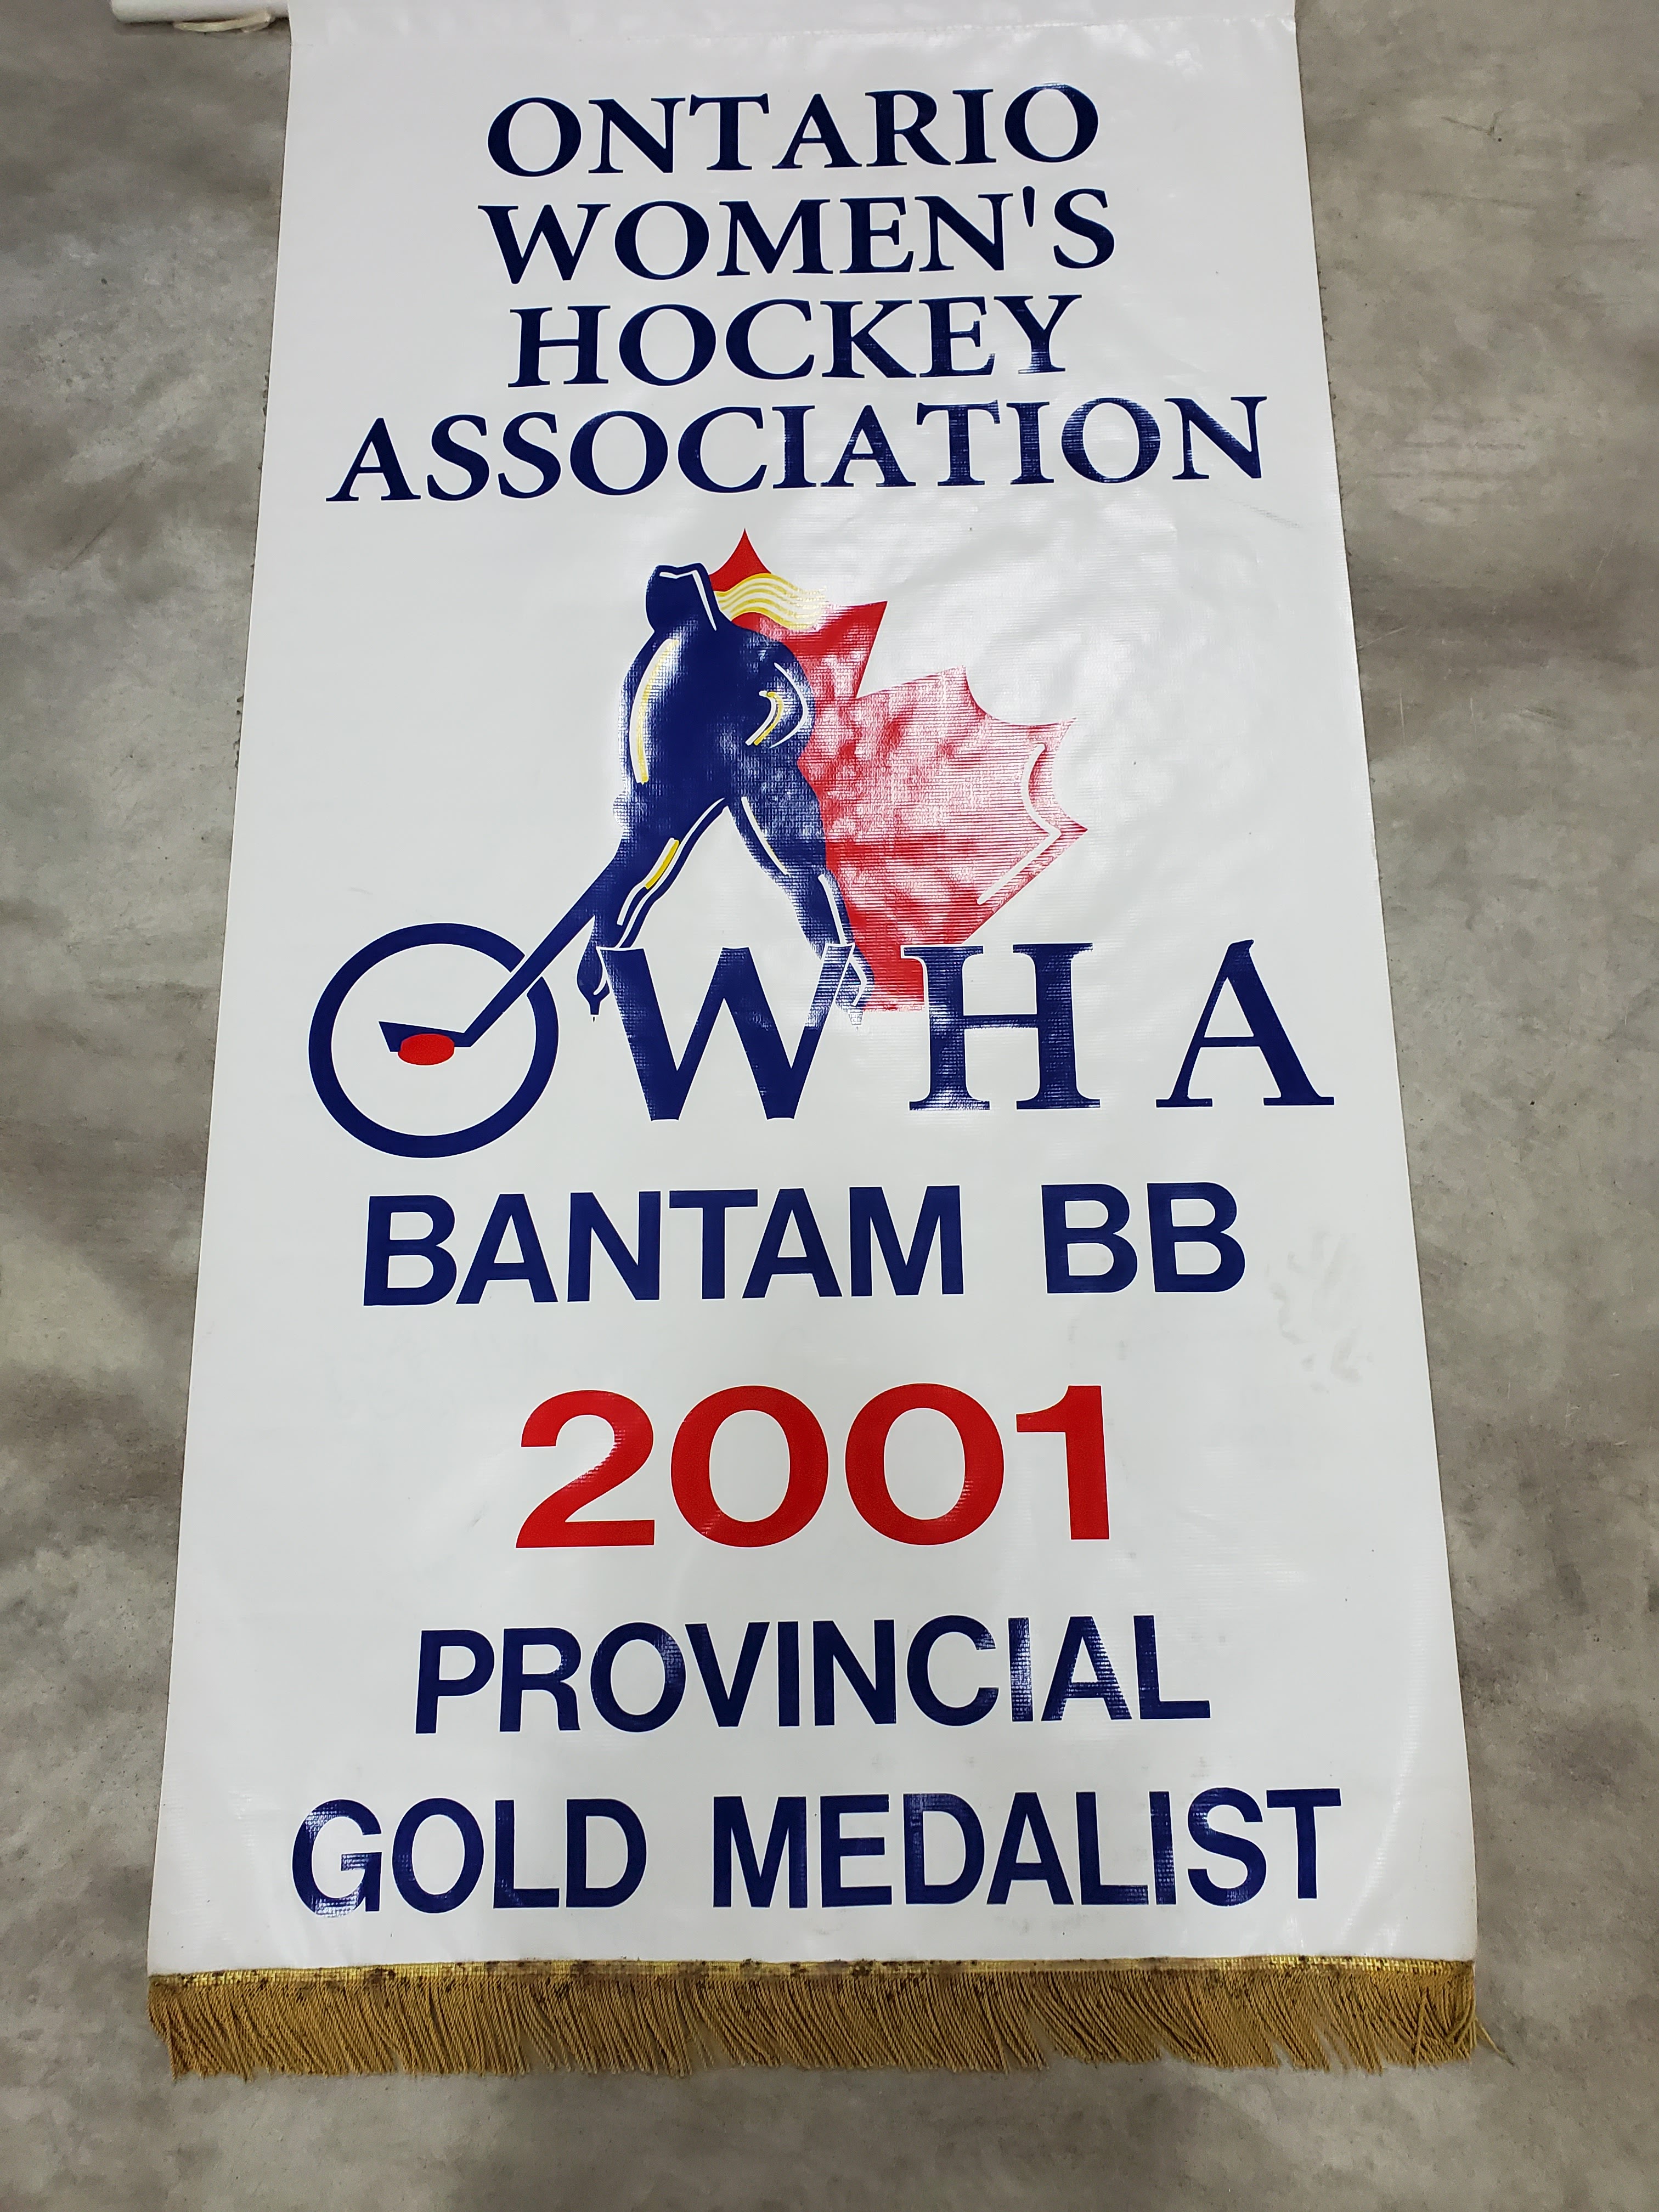 ONTARIO
WOMEN'S
HOCKEY
ASSOCIATION
OWHA
BANTAM BB
2001
PROVINCIAL
GOLD MEDALIST